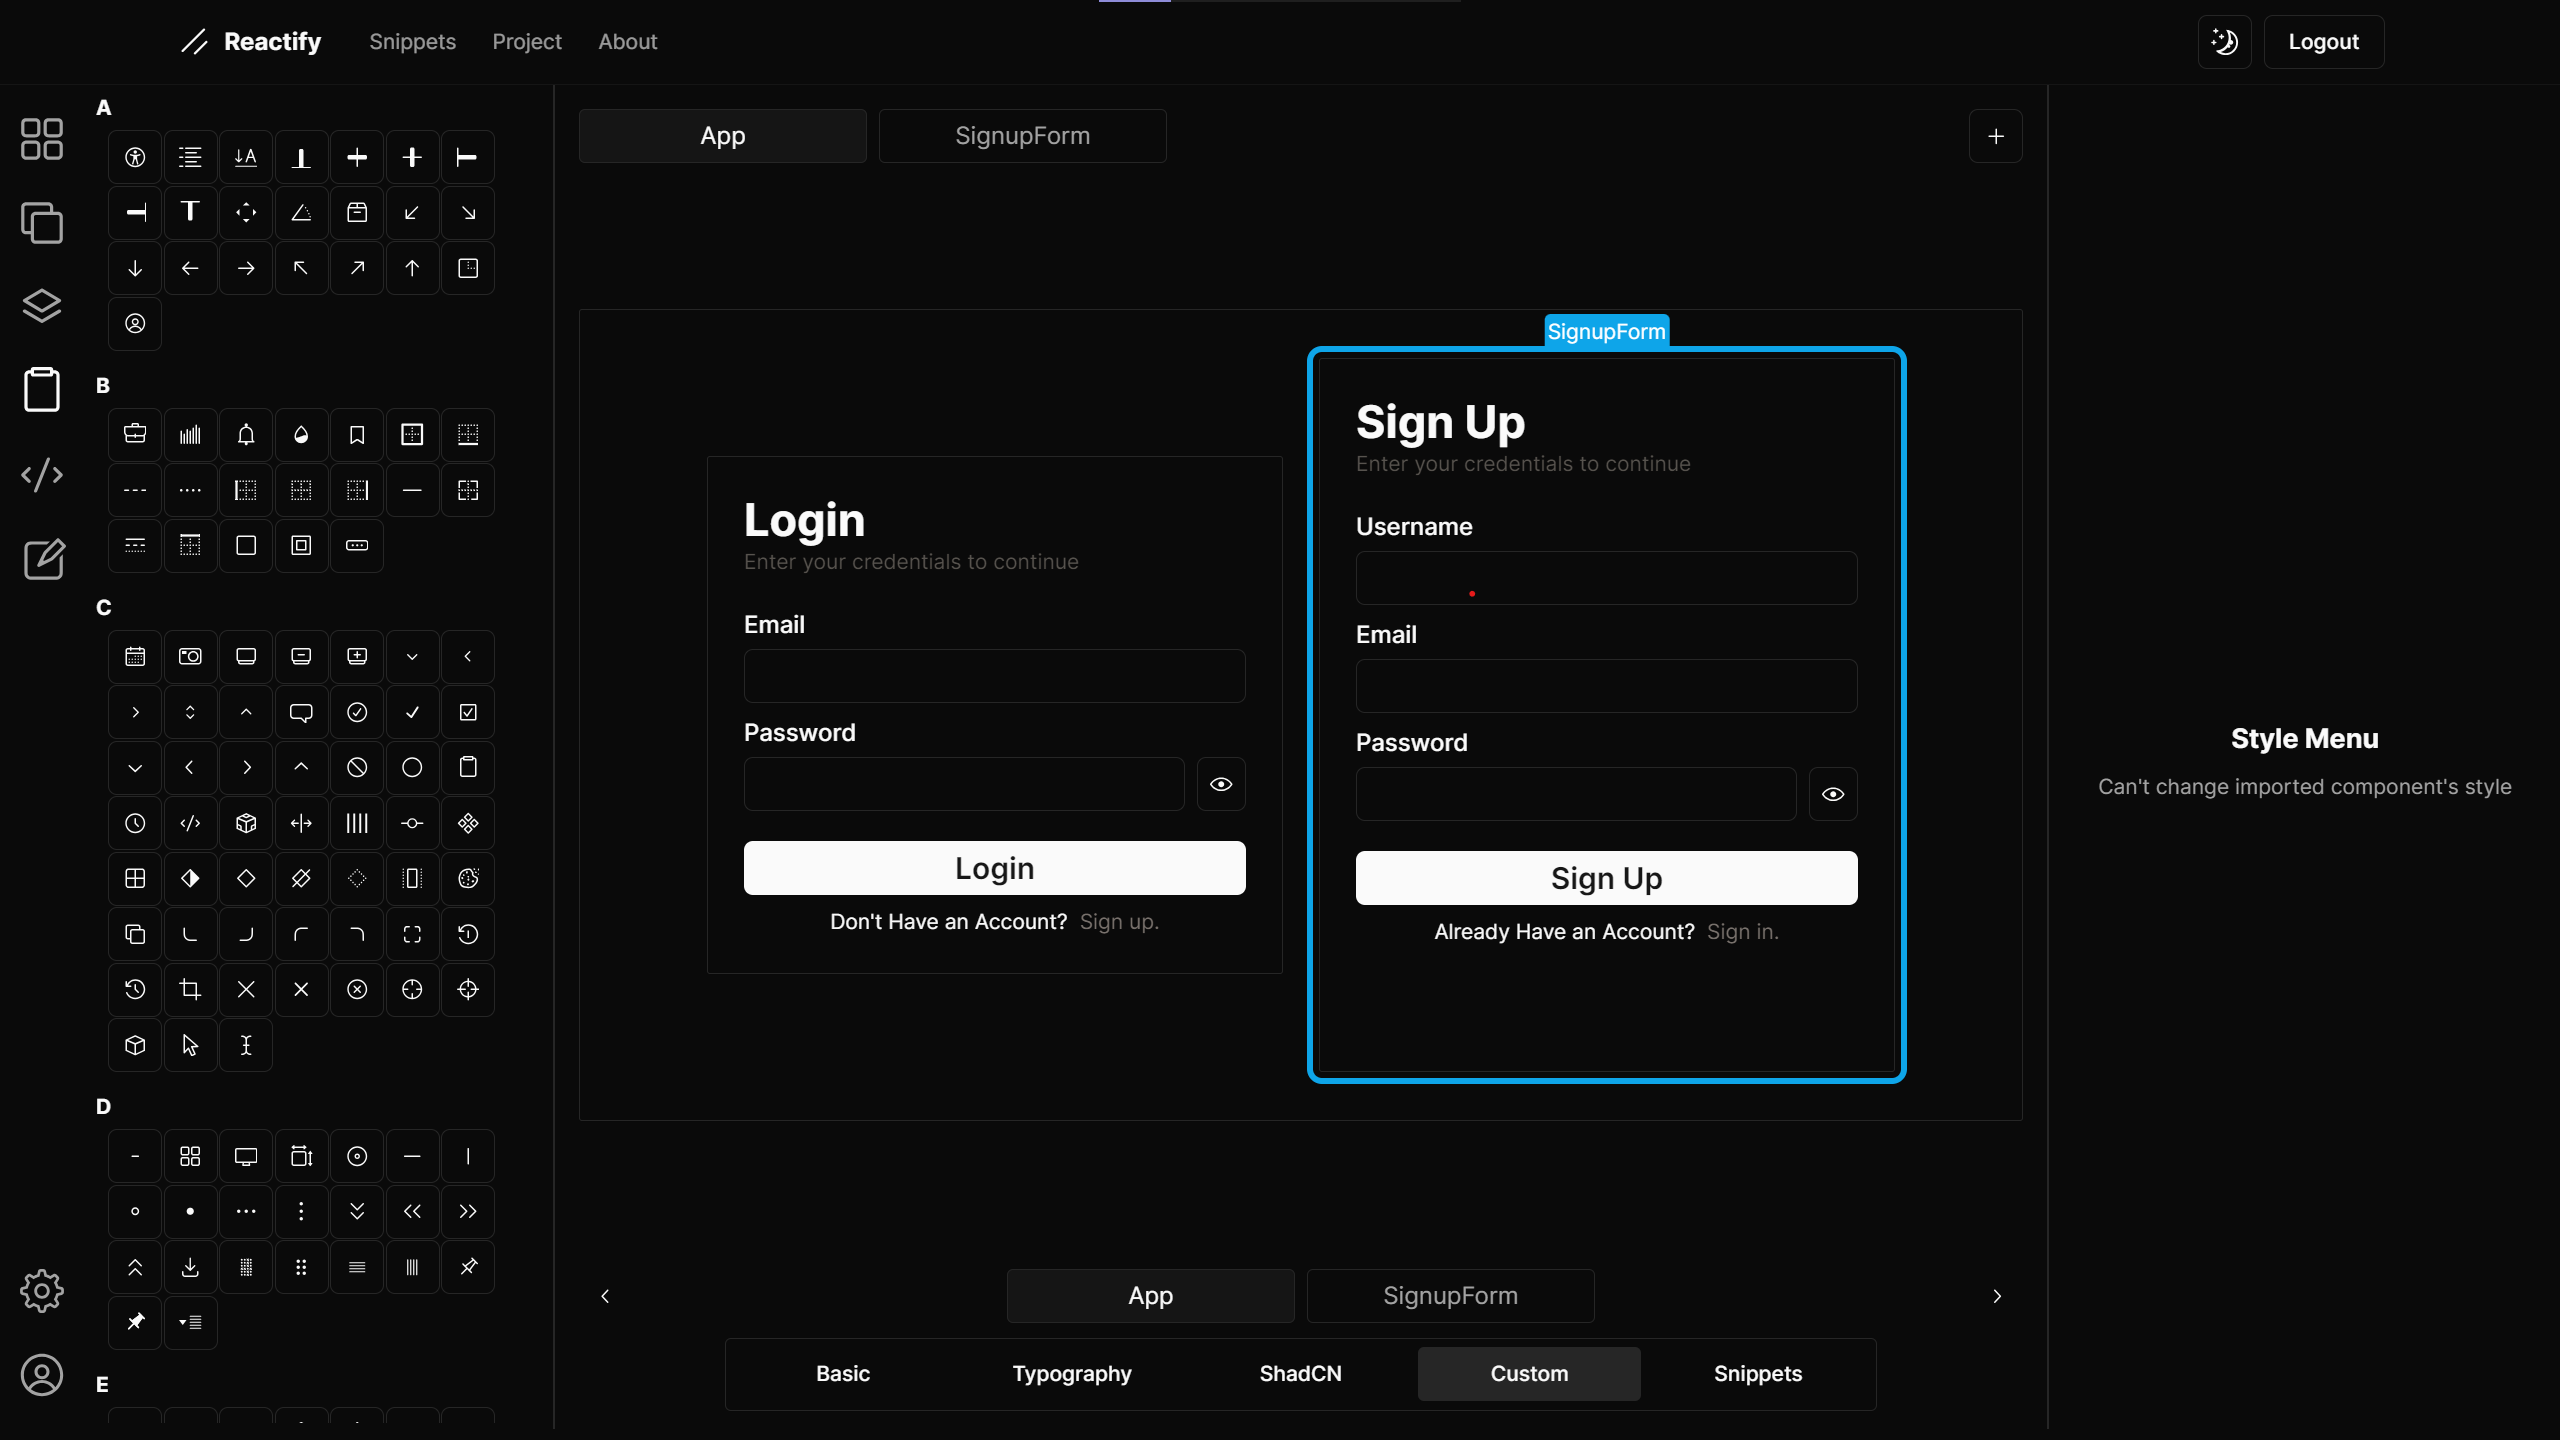 Reactify
Snippets
Project
About
Logout
A
B
C
D
E
App
SignupForm
SignupForm
Login
Enter your credentials to continue
Email
Password
Login
Don't Have an Account? Sign up.
Sign Up
Enter your credentials to continue
Username
Email
Password
Sign Up
Already Have an Account? Sign in.
Style Menu
Can't change imported component's style
App
SignupForm
Basic
Typography
ShadCN
Custom
Snippets